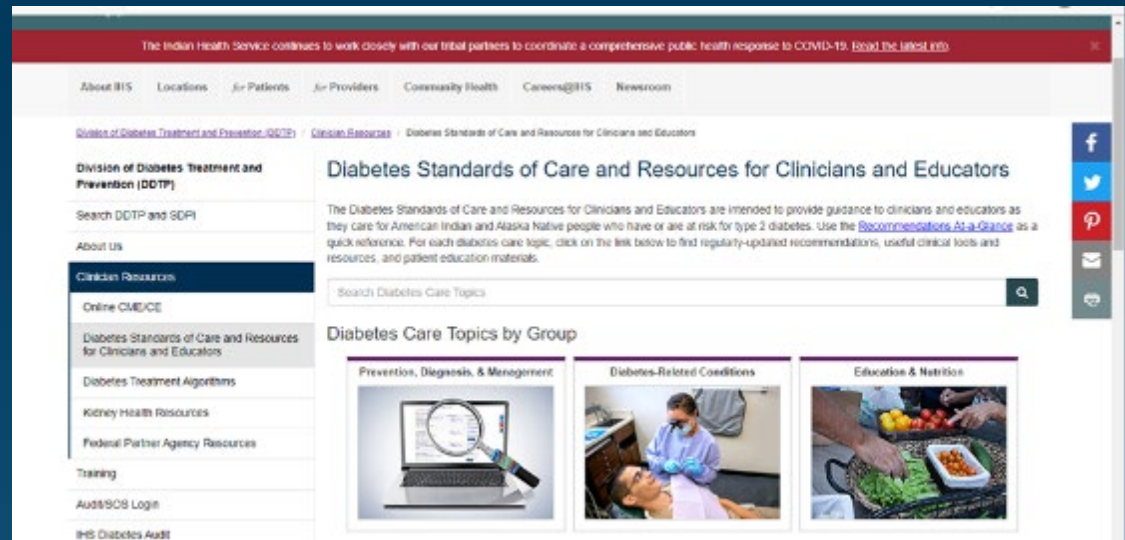 The Indian Health Service continues to work closely with our tribal partners to coordinate a comprehensive public health response to COVID-19. Read the latest info.
About IHS Locations for Patients for Providers Community Health Careers@IHS Newsroom
Division of Diabetes Treatment and Prevention (DDTP) / Clinician Resources / Diabetes Standards of Care and Resources for Clinicians and Educators
Division of Diabetes Treatment and
Prevention (DDTP)
Search DDTP and SDPI
About Us
Clinician Resources
Online CME/CE
Diabetes Standards of Care and Resources
for Clinicians and Educators
Diabetes Treatment Algorithms
Kidney Health Resources
Federal Partner Agency Resources
Training
Audit/SOS Login
IHS Diabetes Audit
Diabetes Standards of Care and Resources for Clinicians and Educators
The Diabetes Standards of Care and Resources for Clinicians and Educators are intended to provide guidance to clinicians and educators as
they care for American Indian and Alaska Native people who have or are at risk for type 2 diabetes. Use the Recommendations At-a-Glance as a
quick reference. For each diabetes care topic, click on the link below to find regularly-updated recommendations, useful clinical tools and
resources, and patient education materials.
Search Diabetes Care Topics
Diabetes Care Topics by Group
Prevention, Diagnosis, & Management
Diabetes-Related Conditions
Education & Nutrition